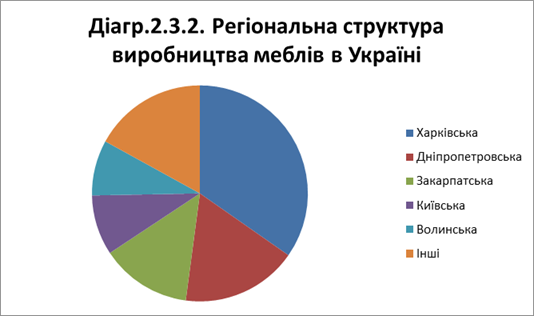 Діагр.2.3.2. Регіональна структура
виробництва меблів в Україні
Харківська
Дніпропетровська
Закарпатська
Київська
Волинська
Інші